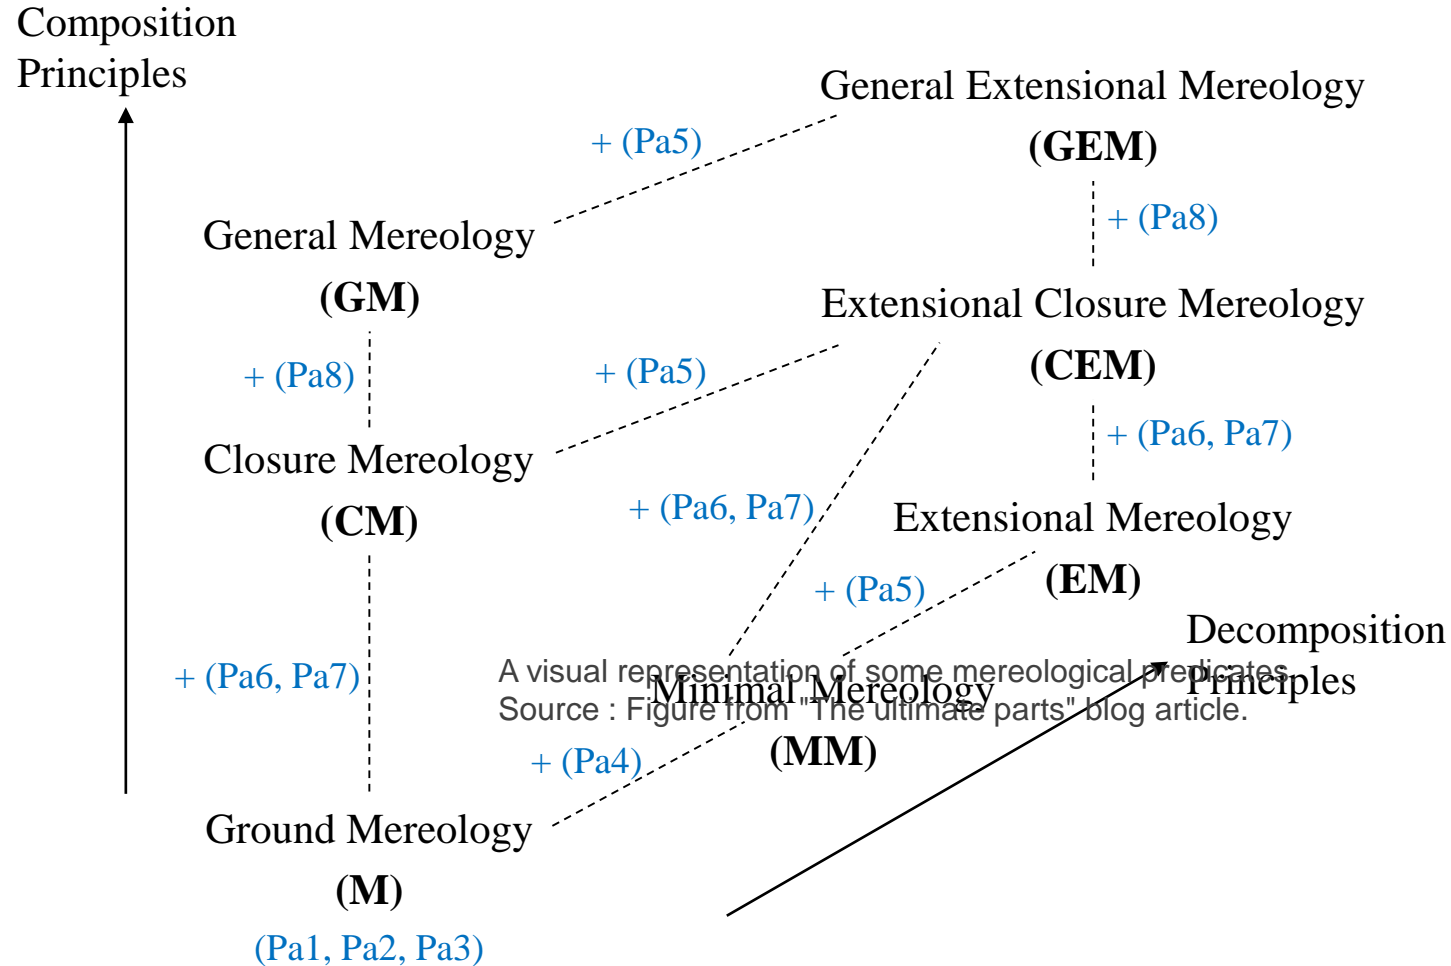 Composition
Principles
General Extensional Mereology
(GEM)
+ (Pa5)
+ (Pa8)
General Mereology
(GM)
Extensional Closure Mereology
(CEM)
+ (Pa8)
+ (Pa5)
+ (Pa6, Pa7)
Closure Mereology
(CM)
+ (Pa6, Pa7)
Extensional Mereology
(EM)
+ (Pa5)
Decomposition
Principles
+ (Pa6, Pa7)
A visual representation of some mereological predicates.
Source : Figure from "The ultimate parts" blog article.
Minimal Mereology
(MM)
+ (Pa4)
Ground Mereology
(M)
(Pa1, Pa2, Pa3)